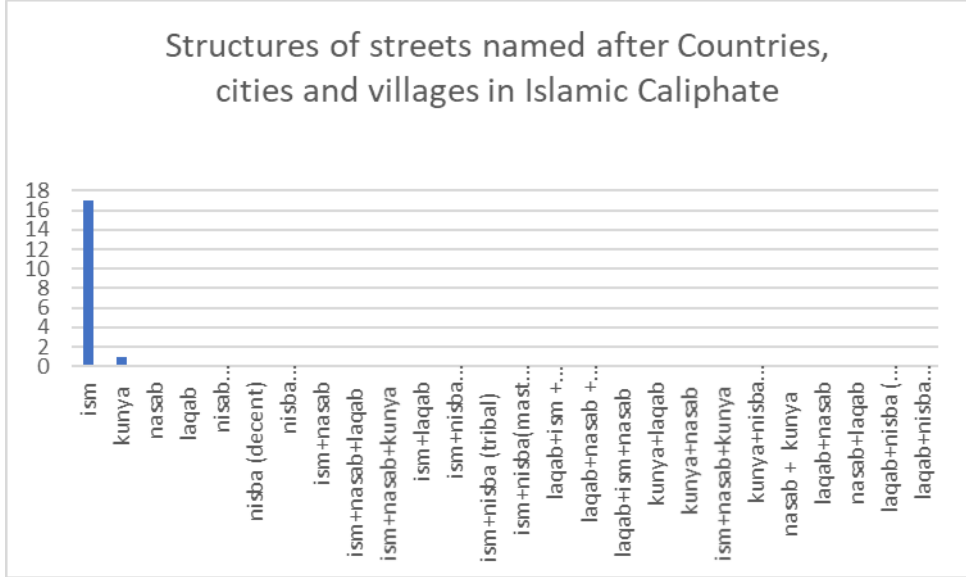 Structures of streets named after Countries,
cities and villages in Islamic Caliphate
18
16
14
12
10
8
6
4
2
0
ism
kunya
nasab
laqab
nisab...
nisba (decent)
nisba...
ism+nasab
ism+nasab+laqab
ism+nasab+kunya
ism+laqab
ism+nisba...
ism+nisba (tribal)
ism+nisba(mast...
laqab+ism +...
laqab+nasab +...
laqab+ism+nasab
kunya+laqab
kunya+nasab
ism+nasab+kunya
kunya+nisba...
nasab + kunya
laqab+nasab
nasab+laqab
laqab+nisba (...
laqab+nisba...